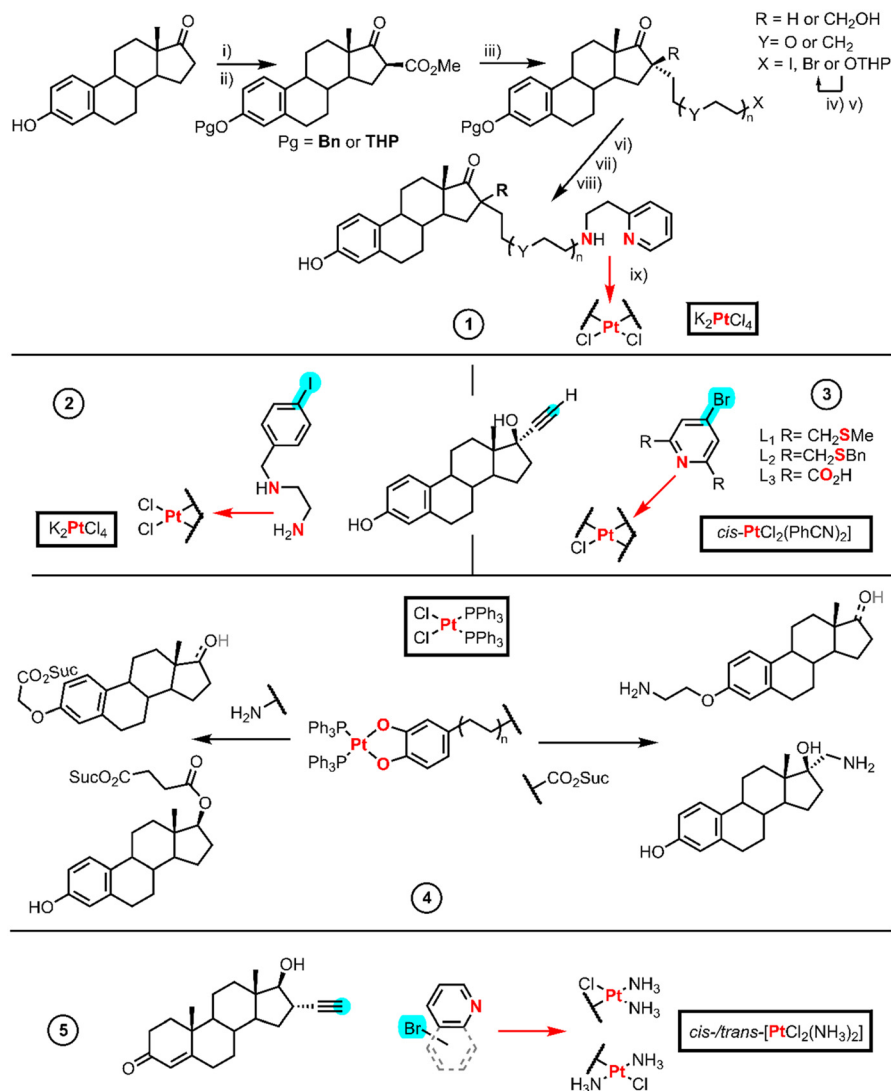 O
i)
ii)
HO
O
CO₂Me
PgO
Pg = Bn or THP
iii)
O
R
X
Y
n
PgO
R = H or CH₂OH
Y= O or CH₂
X = I, Br or OTHP
iv) v)
vi)
vii)
viii)
O
R
HO
Y
n
NH
N
ix)
Pt
Cl
Cl
K₂PtCl₄
1
2
I
HN
H₂N
Cl
Cl
Pt
K₂PtCl₄
H
HO
HO
3
Br
R
N
R
L₁ R= CH₂SMe
L₂ R=CH₂SBn
L₃ R= CO₂H
Cl
Pt
cis-PtCl₂(PhCN)₂]
Cl
PPh₃
Pt
Cl
PPh₃
OH
CO₂Suc
O
H₂N
Ph₃P
O
Pt
Ph₃P
O
n
CO₂Suc
OH
H₂N
O
SucO₂C
O
O
HO
OH
NH₂
HO
4
5
OH
O
N
Br
Cl
NH₃
Pt
NH₃
NH₃
Pt
H₃N
Cl
cis-/trans-[PtCl₂(NH₃)₂]